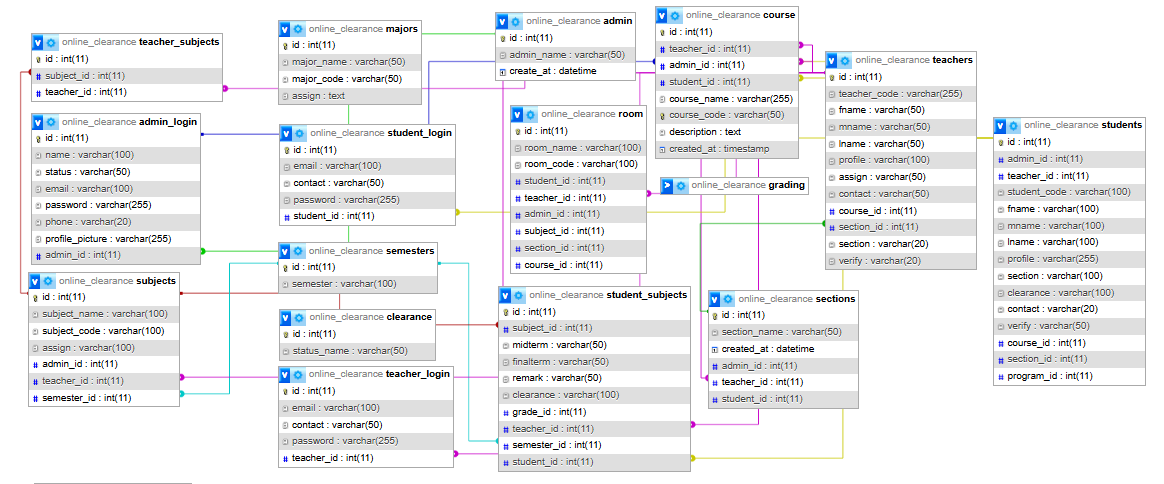 online_clearance teacher_subjects
id : int(11)
subject_id : int(11)
teacher_id : int(11)
online_clearance admin_login
id : int(11)
name : varchar(100)
status : varchar(50)
email : varchar(100)
password : varchar(255)
phone : varchar(20)
profile_picture : varchar(255)
admin_id : int(11)
online_clearance subjects
id : int(11)
subject_name : varchar(100)
subject_code : varchar(100)
assign : varchar(100)
admin_id : int(11)
teacher_id : int(11)
semester_id : int(11)
online_clearance majors
id : int(11)
major_name : varchar(50)
major_code : varchar(50)
assign : text
online_clearance student_login
id : int(11)
email : varchar(100)
contact : varchar(50)
password : varchar(255)
student_id : int(11)
online_clearance semesters
id : int(11)
semester : varchar(100)
online_clearance clearance
id : int(11)
status_name : varchar(50)
online_clearance teacher_login
id : int(11)
email : varchar(100)
contact : varchar(50)
password : varchar(255)
teacher_id : int(11)
online_clearance admin
id : int(11)
admin_name : varchar(50)
create_at : datetime
online_clearance room
id : int(11)
room_name : varchar(100)
room_code : varchar(100)
student_id : int(11)
teacher_id : int(11)
admin_id : int(11)
subject_id : int(11)
section_id : int(11)
course_id : int(11)
online_clearance student_subjects
id : int(11)
subject_id : int(11)
midterm : varchar(50)
finalterm : varchar(50)
remark : varchar(50)
clearance : varchar(100)
grade_id : int(11)
teacher_id : int(11)
semester_id : int(11)
student_id : int(11)
online_clearance course
id : int(11)
teacher_id : int(11)
admin_id : int(11)
student_id : int(11)
course_name : varchar(255)
course_code : varchar(50)
description : text
created_at : timestamp
online_clearance grading
online_clearance sections
id : int(11)
section_name : varchar(50)
created_at : datetime
admin_id : int(11)
teacher_id : int(11)
student_id : int(11)
online_clearance teachers
id : int(11)
teacher_code : varchar(255)
fname : varchar(50)
mname : varchar(50)
lname : varchar(50)
profile : varchar(100)
assign : varchar(50)
contact : varchar(50)
course_id : int(11)
section_id : int(11)
section : varchar(20)
verify : varchar(20)
online_clearance students
id : int(11)
admin_id : int(11)
teacher_id : int(11)
student_code : varchar(100)
fname : varchar(100)
mname : varchar(100)
lname : varchar(100)
profile : varchar(255)
section : varchar(100)
clearance : varchar(100)
contact : varchar(20)
verify : varchar(50)
course_id : int(11)
section_id : int(11)
program_id : int(11)